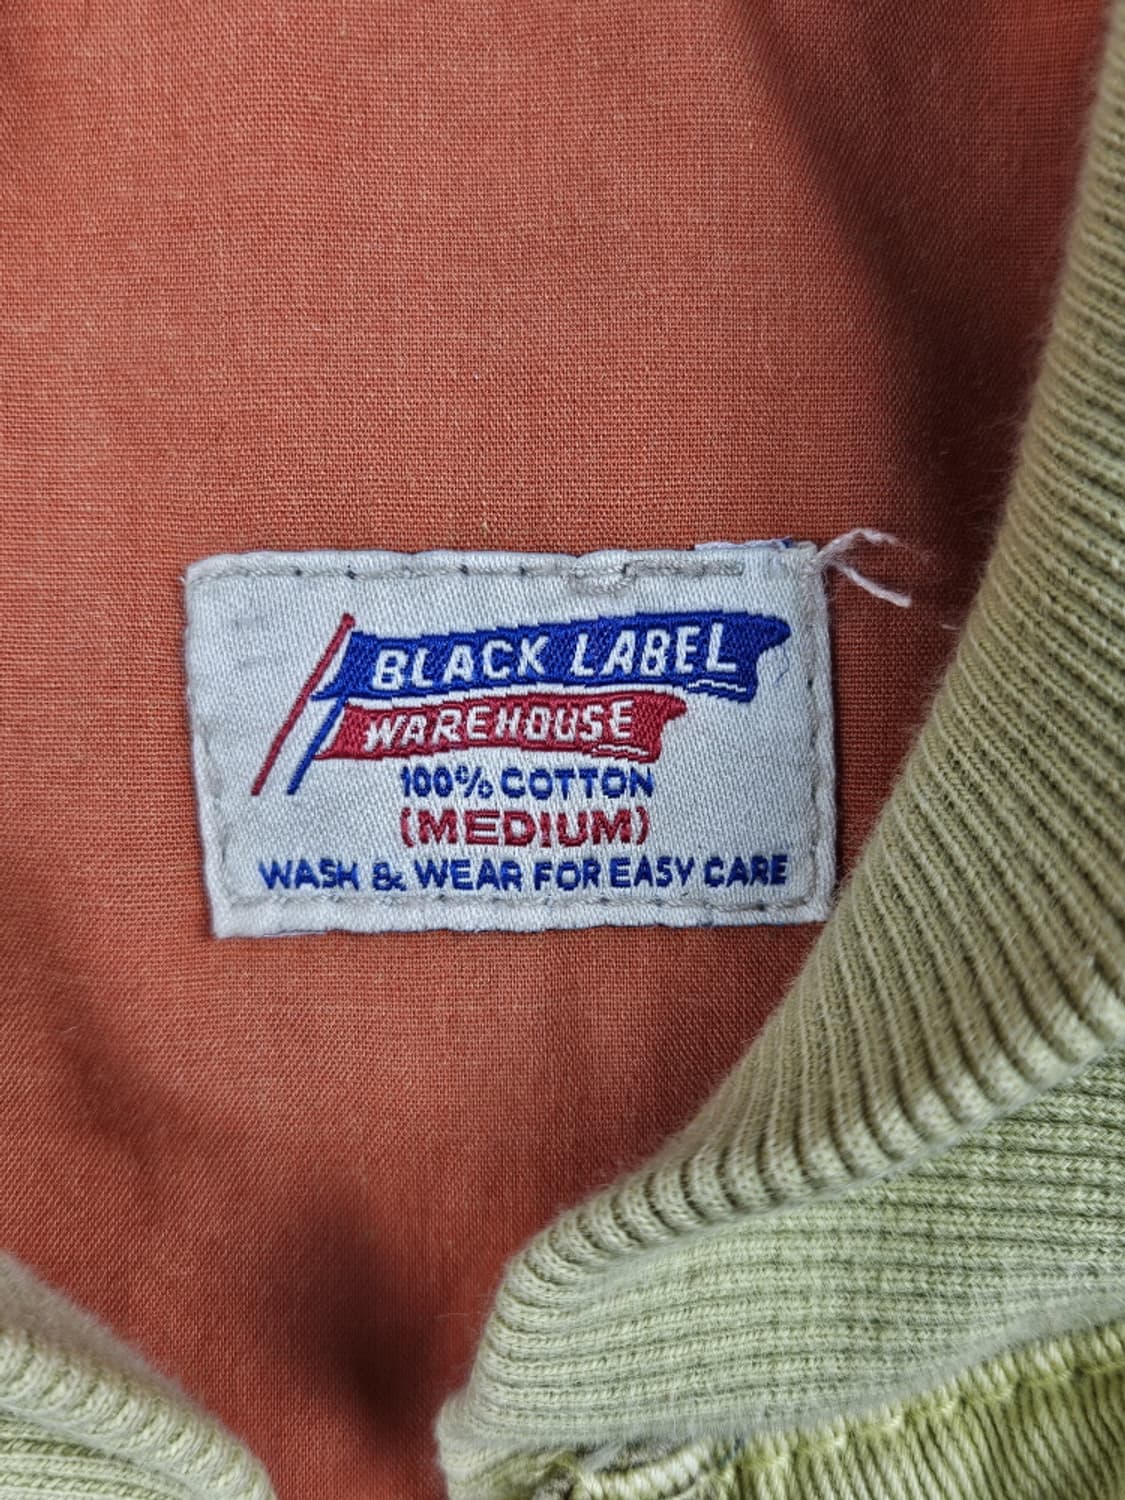 BLACK LABEL
WAREHOUSE
100% COTTON
(MEDIUM)
WASH & WEAR FOR EASY CARE